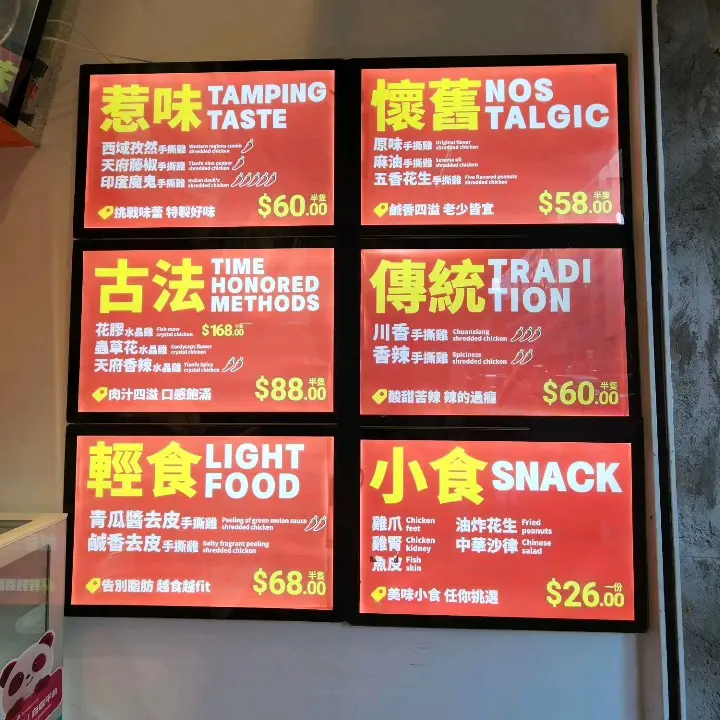 惹味 TAMPING TASTE
西域孜然手撕雞 Western regions cumin shredded chicken
天府藤椒手撕雞 Tianfu vine pepper shredded chicken
印度魔鬼手撕雞 Indian devil's shredded chicken
挑戰味蕾 特製好味
$60.00 半隻
懷舊 NOS TALGIC
原味手撕雞 Original flavor shredded chicken
麻油手撕雞 Sesame oil shredded chicken
五香花生手撕雞 Five flavored peanuts shredded chicken
鹹香四溢 老少皆宜
$58.00 半隻
古法 TIME HONORED METHODS
花膠水晶雞 Fish maw crystal chicken $168.00
蟲草花水晶雞 Cordyceps flower crystal chicken
天府香辣水晶雞 Tianfu Spicy crystal chicken
肉汁四溢 口感飽滿
$88.00 半隻
傳統 TRADI TION
川香手撕雞 Chuanxiang shredded chicken
香辣手撕雞 Spiciness shredded chicken
酸甜苦辣 辣的過癮
$60.00 半隻
輕食 LIGHT FOOD
青瓜醬去皮手撕雞 Peeling of green melon sauce shredded chicken
鹹香去皮手撕雞 Salty fragrant peeling shredded chicken
告別脂肪 越食越fit
$68.00 半隻
小食 SNACK
雞爪 Chicken feet 油炸花生 Fried peanuts
雞腎 Chicken kidney 中華沙律 Chinese salad
魚皮 Fish skin
美味小食 任你挑選
$26.00 一份